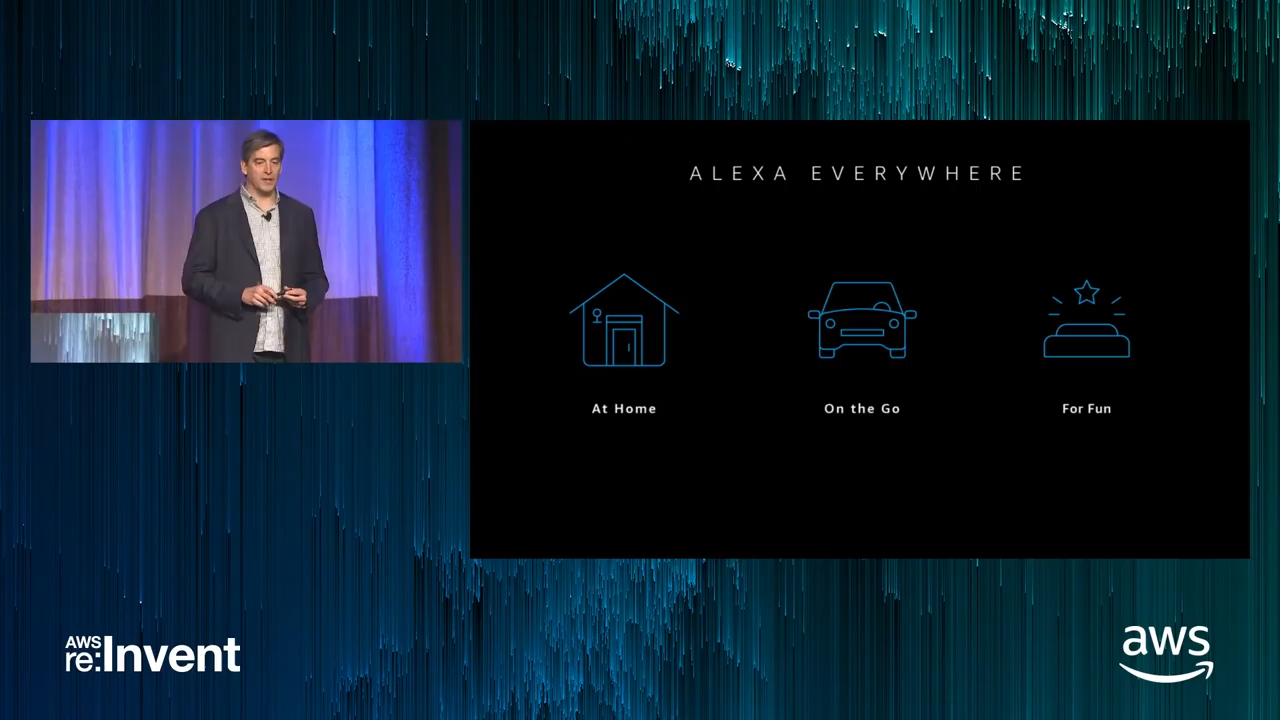 ALEXA EVERYWHERE
At Home
On the Go
For Fun
AWS
re:Invent
aws